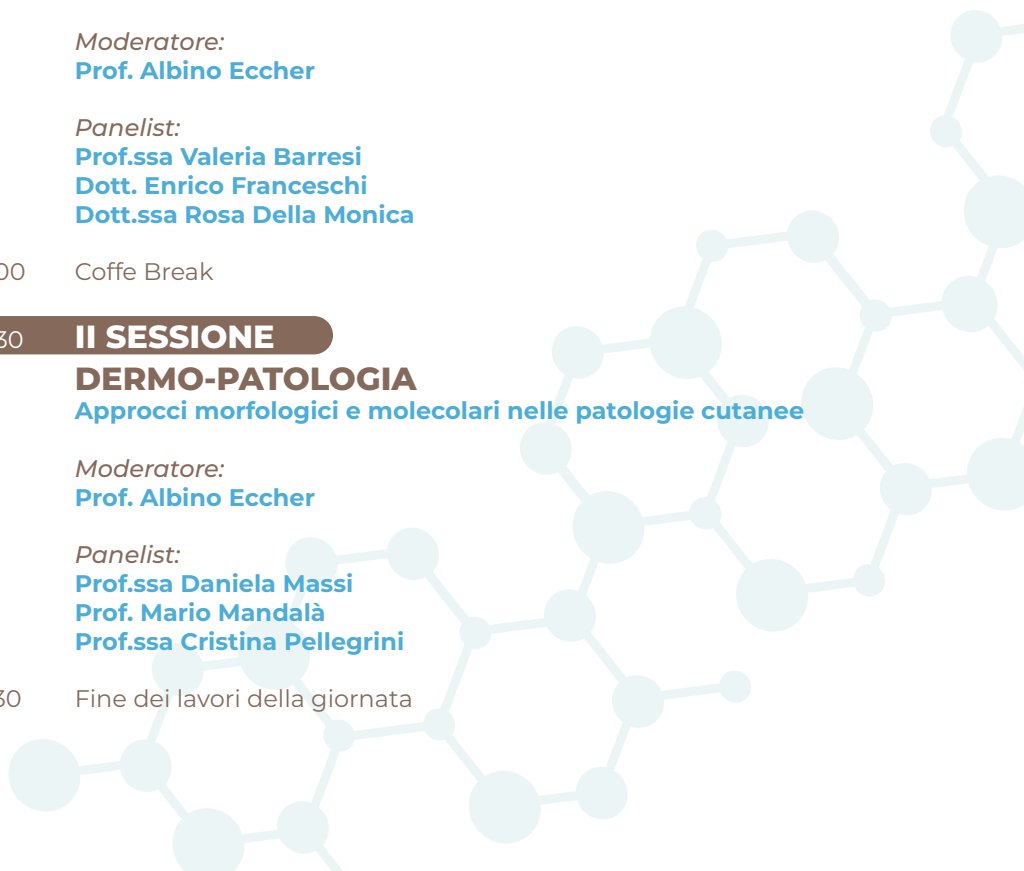 Moderatore:
Prof. Albino Eccher
Panelist:
Prof.ssa Valeria Barresi
Dott. Enrico Franceschi
Dott.ssa Rosa Della Monica
00 Coffe Break
30 II SESSIONE
DERMO-PATOLOGIA
Approcci morfologici e molecolari nelle patologie cutanee
Moderatore:
Prof. Albino Eccher
Panelist:
Prof.ssa Daniela Massi
Prof. Mario Mandalà
Prof.ssa Cristina Pellegrini
30 Fine dei lavori della giornata